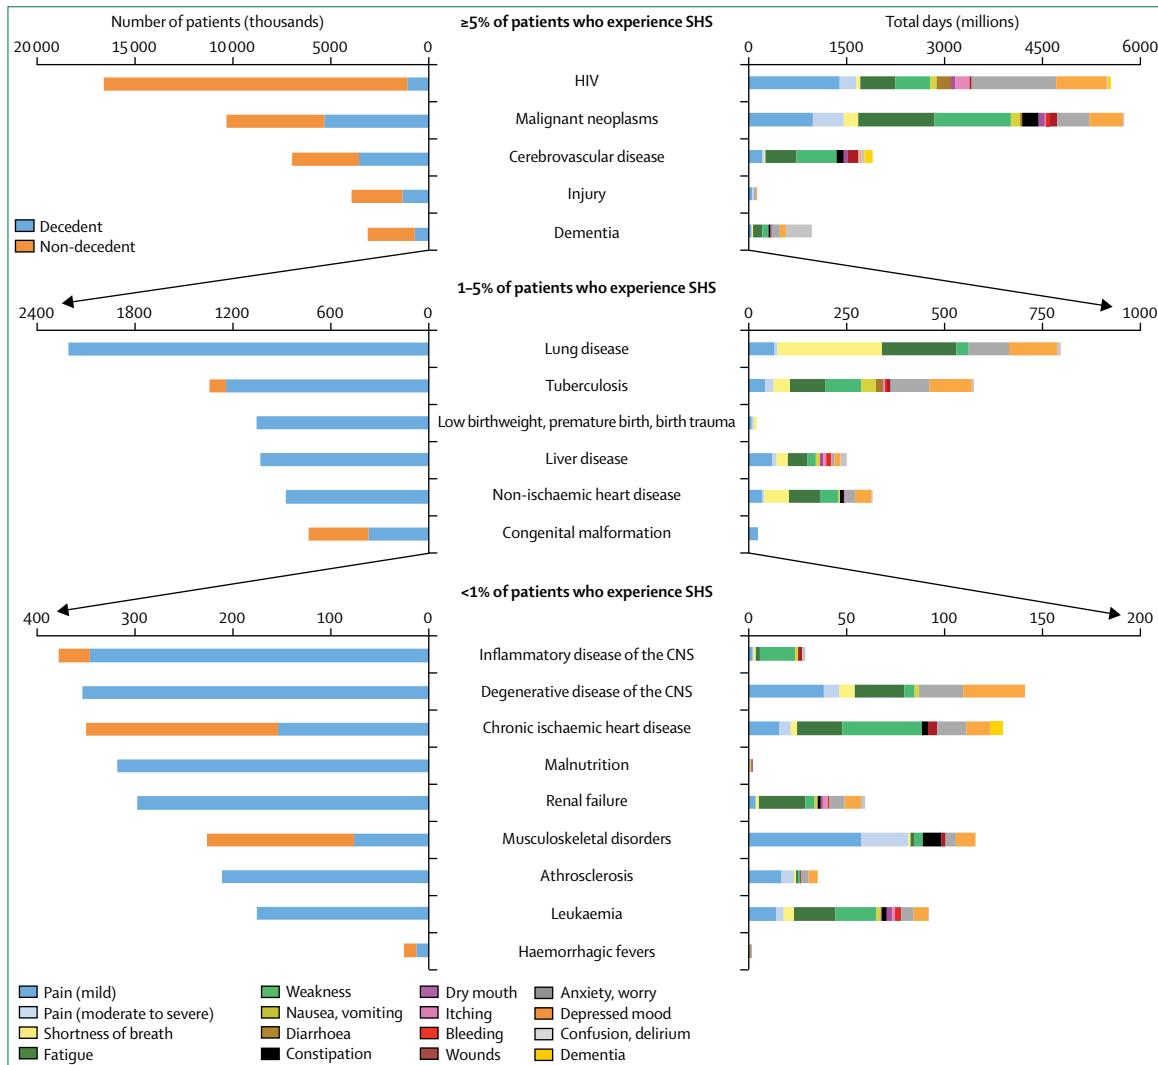 Number of patients (thousands)
≥5% of patients who experience SHS
Total days (millions)
20 000 15 000 10 000 5000 0
0 1500 3000 4500 6000
HIV
Malignant neoplasms
Cerebrovascular disease
Injury
Dementia
Decedent
Non-decedent
1–5% of patients who experience SHS
2400 1800 1200 600 0
0 250 500 750 1000
Lung disease
Tuberculosis
Low birthweight, premature birth, birth trauma
Liver disease
Non-ischaemic heart disease
Congenital malformation
<1% of patients who experience SHS
400 300 200 100 0
0 50 100 150 200
Inflammatory disease of the CNS
Degenerative disease of the CNS
Chronic ischaemic heart disease
Malnutrition
Renal failure
Musculoskeletal disorders
Athrosclerosis
Leukaemia
Haemorrhagic fevers
Pain (mild)
Pain (moderate to severe)
Shortness of breath
Fatigue
Weakness
Nausea, vomiting
Diarrhoea
Constipation
Dry mouth
Itching
Bleeding
Wounds
Anxiety, worry
Depressed mood
Confusion, delirium
Dementia